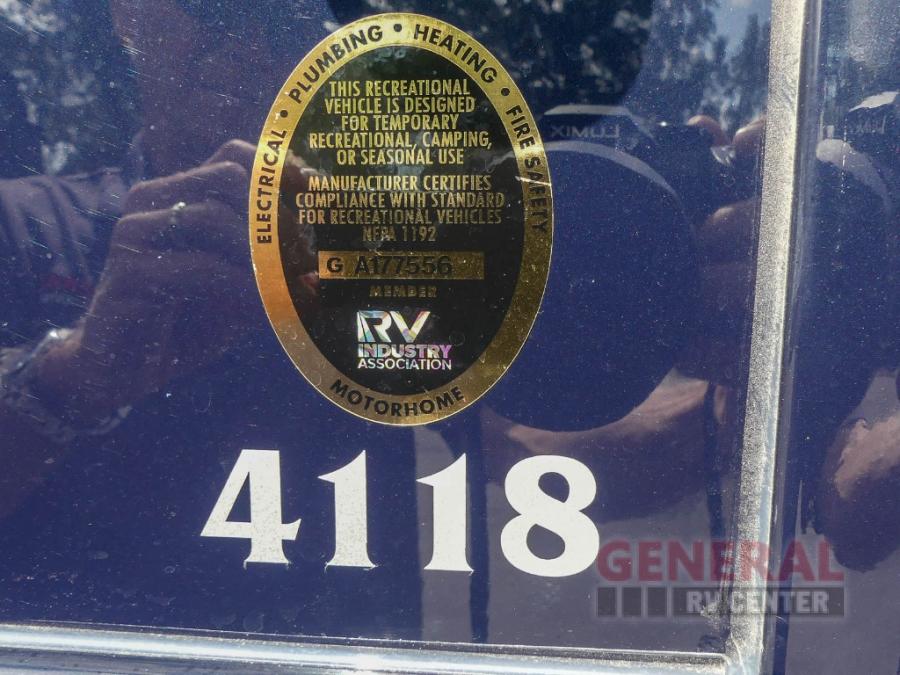 ELECTRICAL • PLUMBING • HEATING • FIRE SAFETY
THIS RECREATIONAL
VEHICLE IS DESIGNED
FOR TEMPORARY
RECREATIONAL, CAMPING,
OR SEASONAL USE
MANUFACTURER CERTIFIES
COMPLIANCE WITH STANDARD
FOR RECREATIONAL VEHICLES
NFPA 1192
G A177556
MEMBER
RV
INDUSTRY
ASSOCIATION
MOTORHOME
LUMIX
4118
GENERAL
RV CENTER